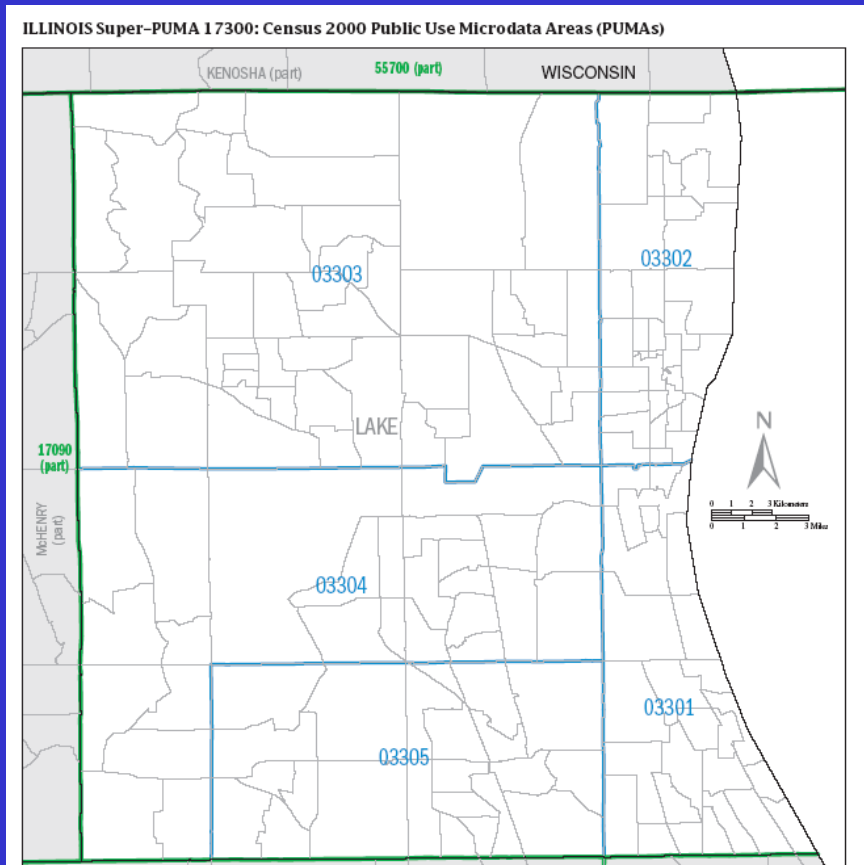 ILLINOIS Super–PUMA 17300: Census 2000 Public Use Microdata Areas (PUMAs)
KENOSHA (part)
55700 (part)
WISCONSIN
03303
03302
LAKE
17090
(part)
N
0 1 2 3 Kilometers
0 1 2 3 Miles
McHENRY
(part)
03304
03301
03305